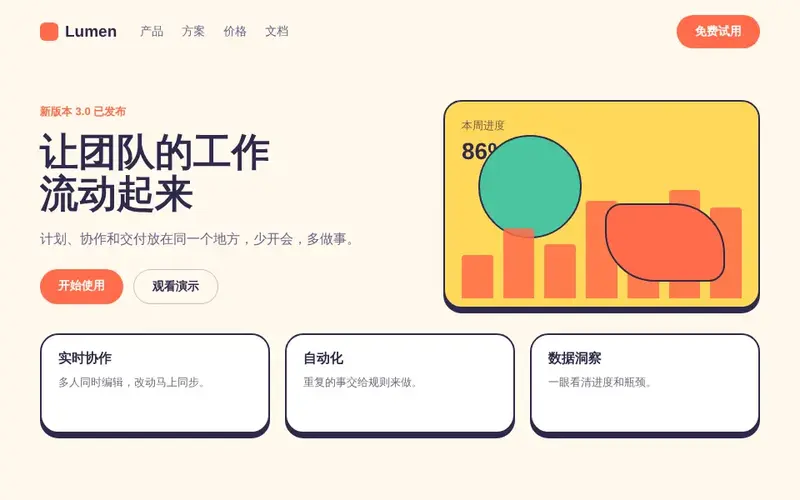 Lumen
产品
方案
价格
文档
免费试用
新版本 3.0 已发布
让团队的工作
流动起来
计划、协作和交付放在同一个地方，少开会，多做事。
开始使用
观看演示
本周进度
86%
实时协作
多人同时编辑，改动马上同步。
自动化
重复的事交给规则来做。
数据洞察
一眼看清进度和瓶颈。